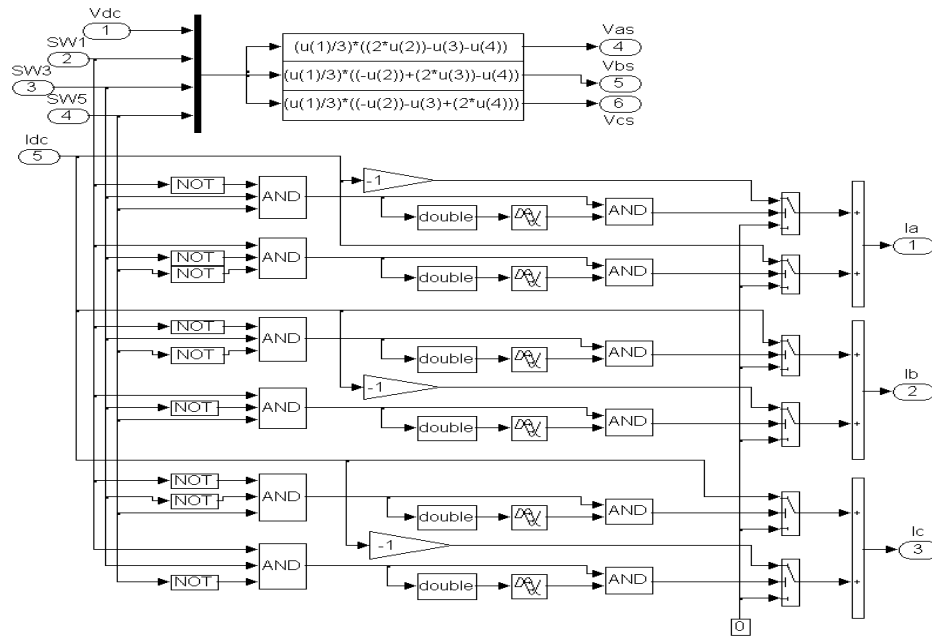 Vdc
1
SW1
2
SW3
3
SW5
4
Idc
5
(u(1)/3)*((2*u(2))-u(3)-u(4))
(u(1)/3)*((-u(2))+(2*u(3))-u(4))
(u(1)/3)*((-u(2))-u(3)+(2*u(4)))
Vas
4
Vbs
5
6
Vcs
-1
NOT
AND
double
AND
+
NOT
NOT
AND
double
AND
+
Ia
1
NOT
NOT
AND
double
AND
+
-1
NOT
AND
double
AND
+
Ib
2
NOT
NOT
AND
double
AND
+
-1
NOT
AND
double
AND
+
Ic
3
0